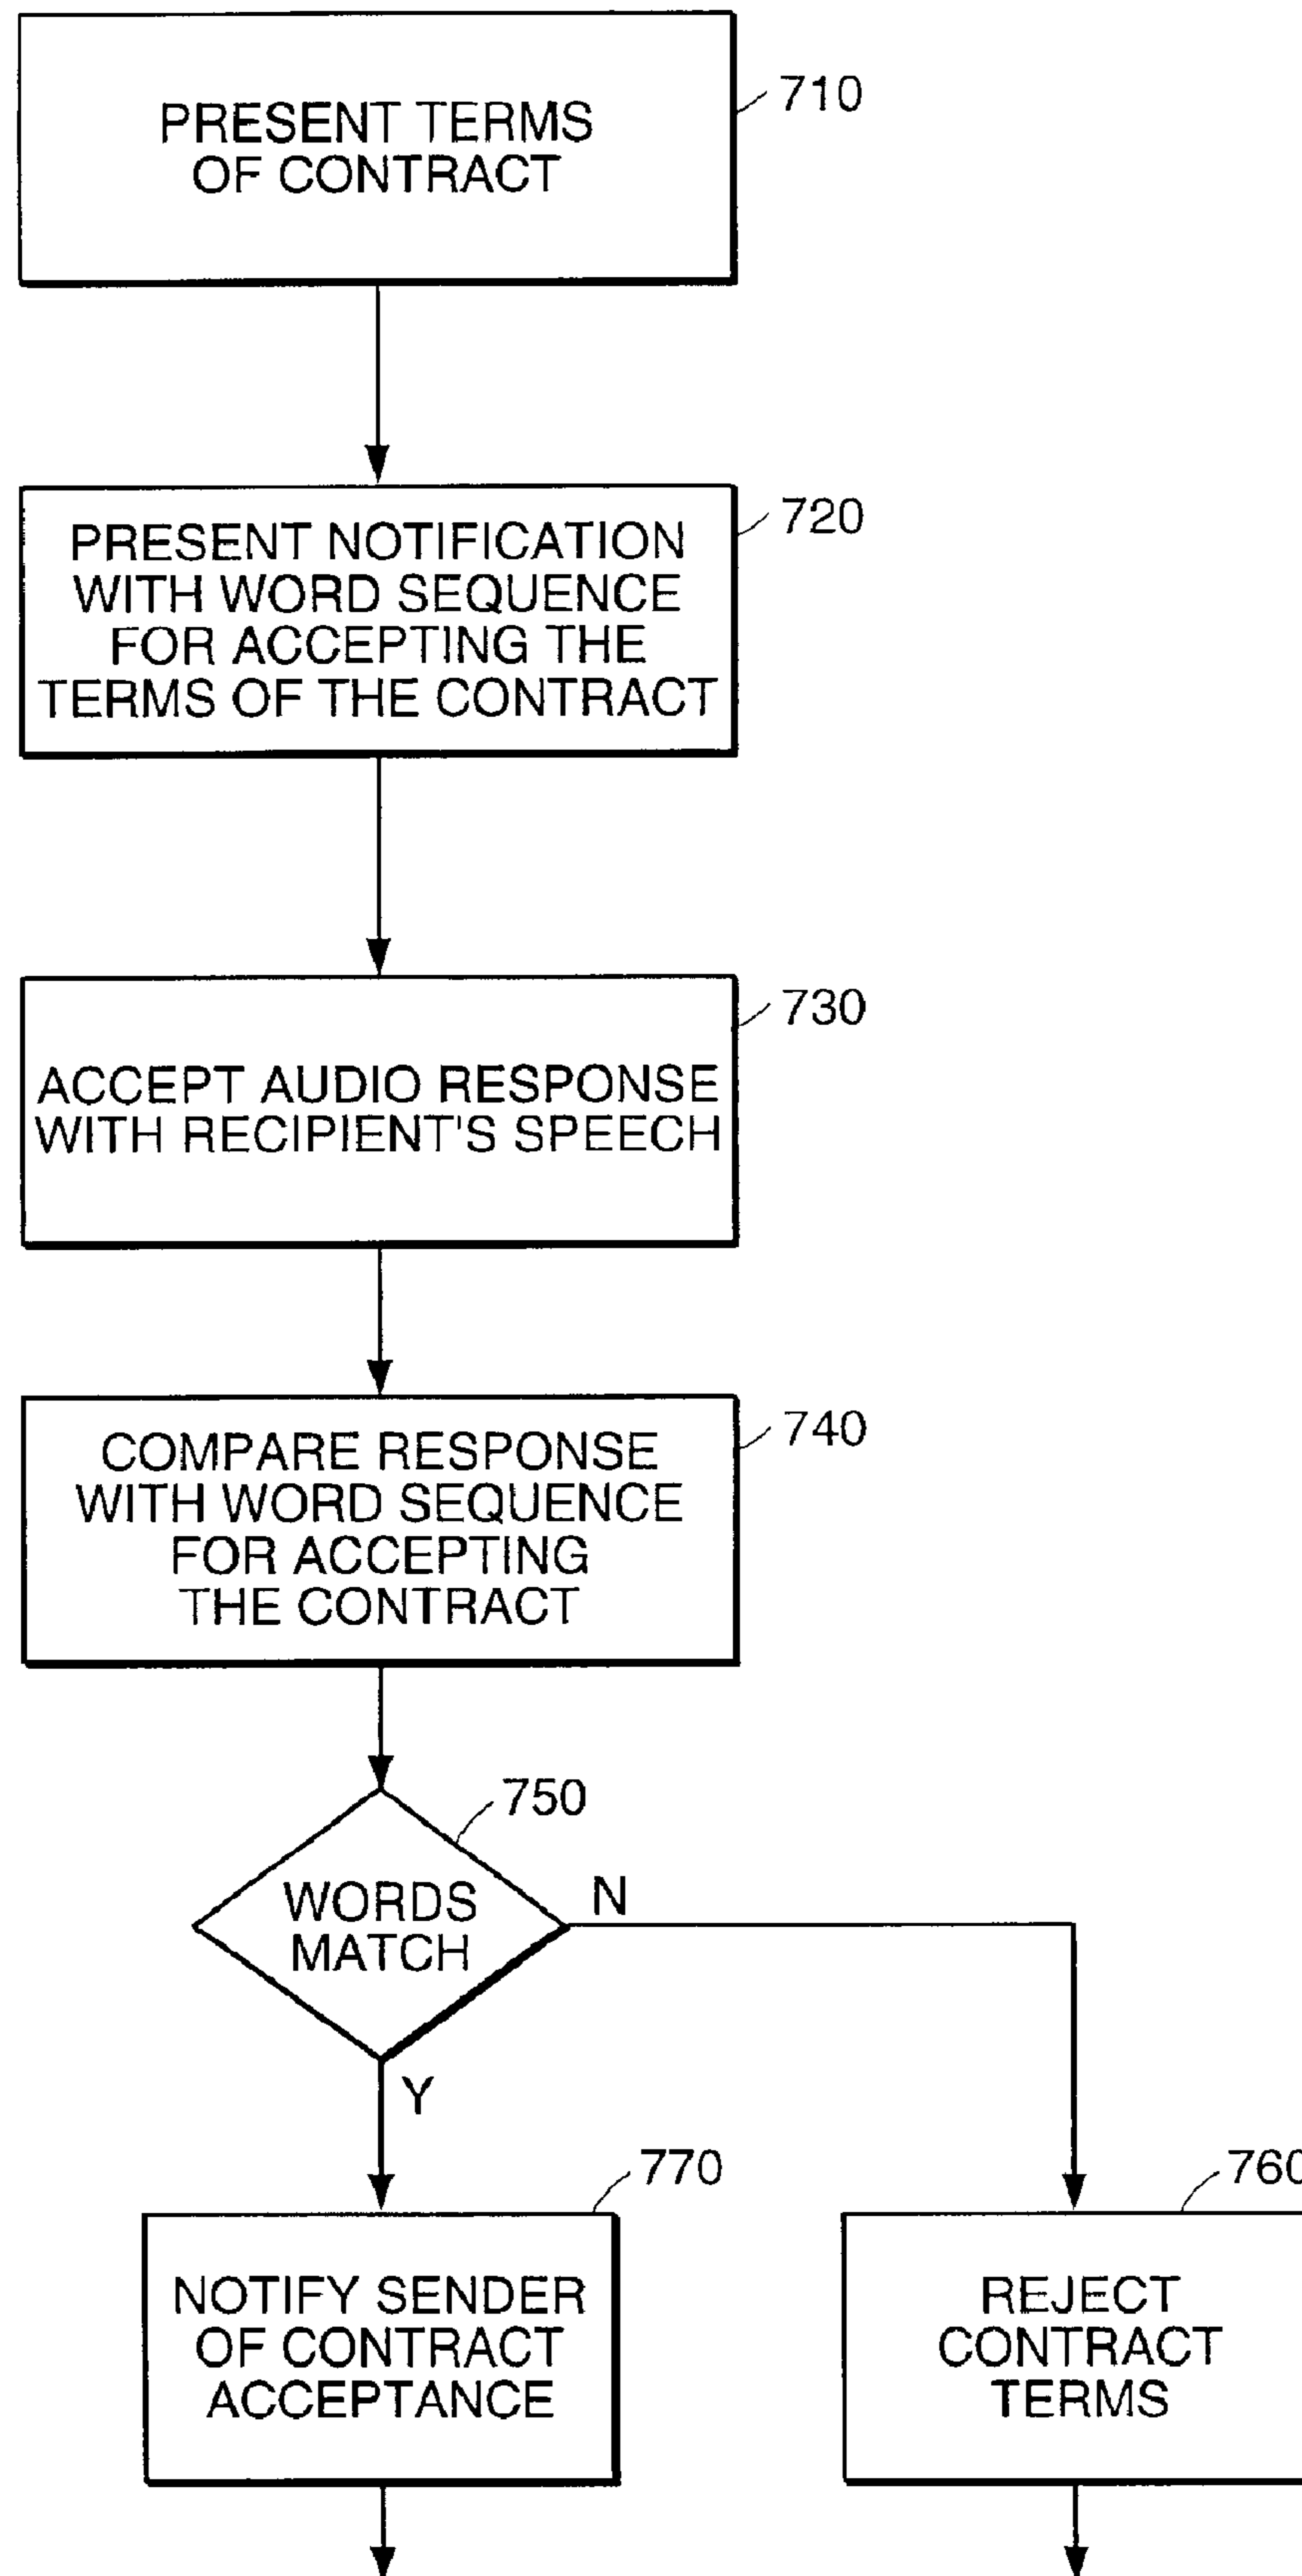 710
PRESENT TERMS
OF CONTRACT
720
PRESENT NOTIFICATION
WITH WORD SEQUENCE
FOR ACCEPTING THE
TERMS OF THE CONTRACT
730
ACCEPT AUDIO RESPONSE
WITH RECIPIENT'S SPEECH
740
COMPARE RESPONSE
WITH WORD SEQUENCE
FOR ACCEPTING
THE CONTRACT
750
WORDS
MATCH
N
Y
770
NOTIFY SENDER
OF CONTRACT
ACCEPTANCE
760
REJECT
CONTRACT
TERMS